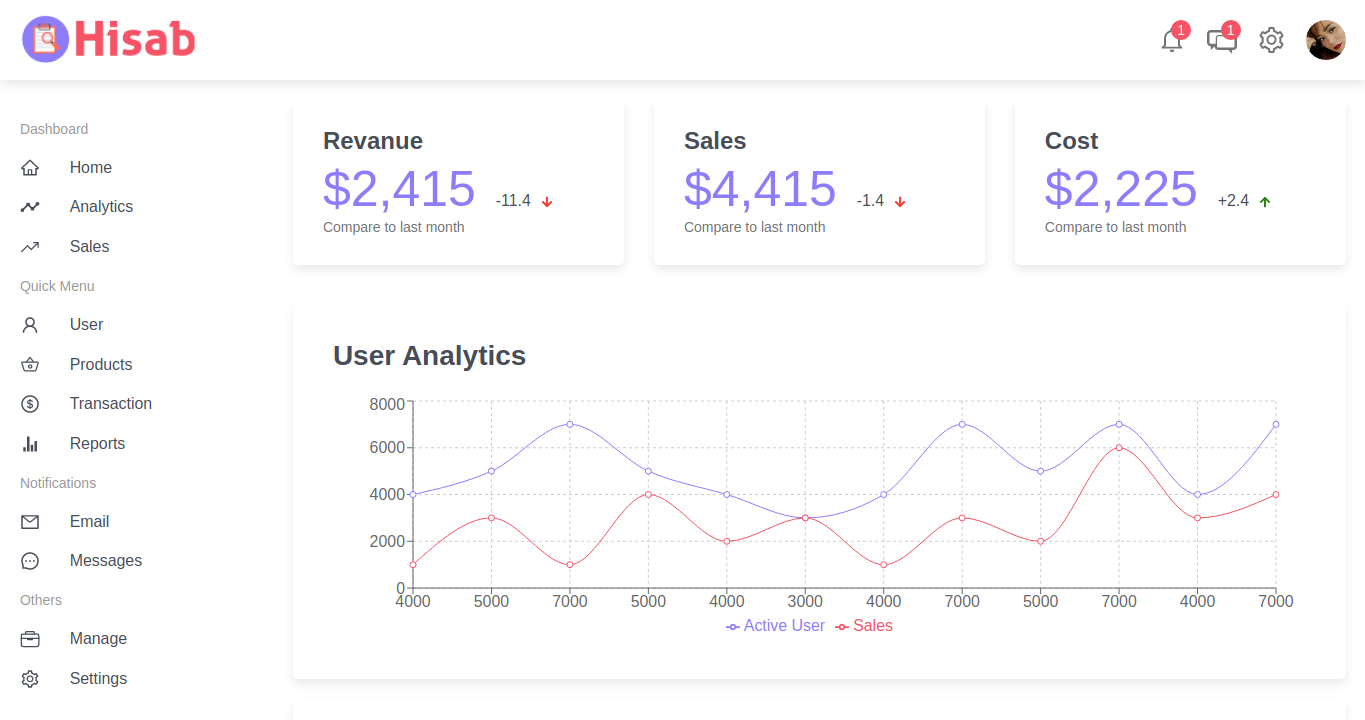 Hisab
1 1
Dashboard
Home
Analytics
Sales
Quick Menu
User
Products
Transaction
Reports
Notifications
Email
Messages
Others
Manage
Settings
Revanue
$2,415 -11.4
Compare to last month
Sales
$4,415 -1.4
Compare to last month
Cost
$2,225 +2.4
Compare to last month
User Analytics
8000
6000
4000
2000
0
4000 5000 7000 5000 4000 3000 4000 7000 5000 7000 4000 7000
Active User Sales